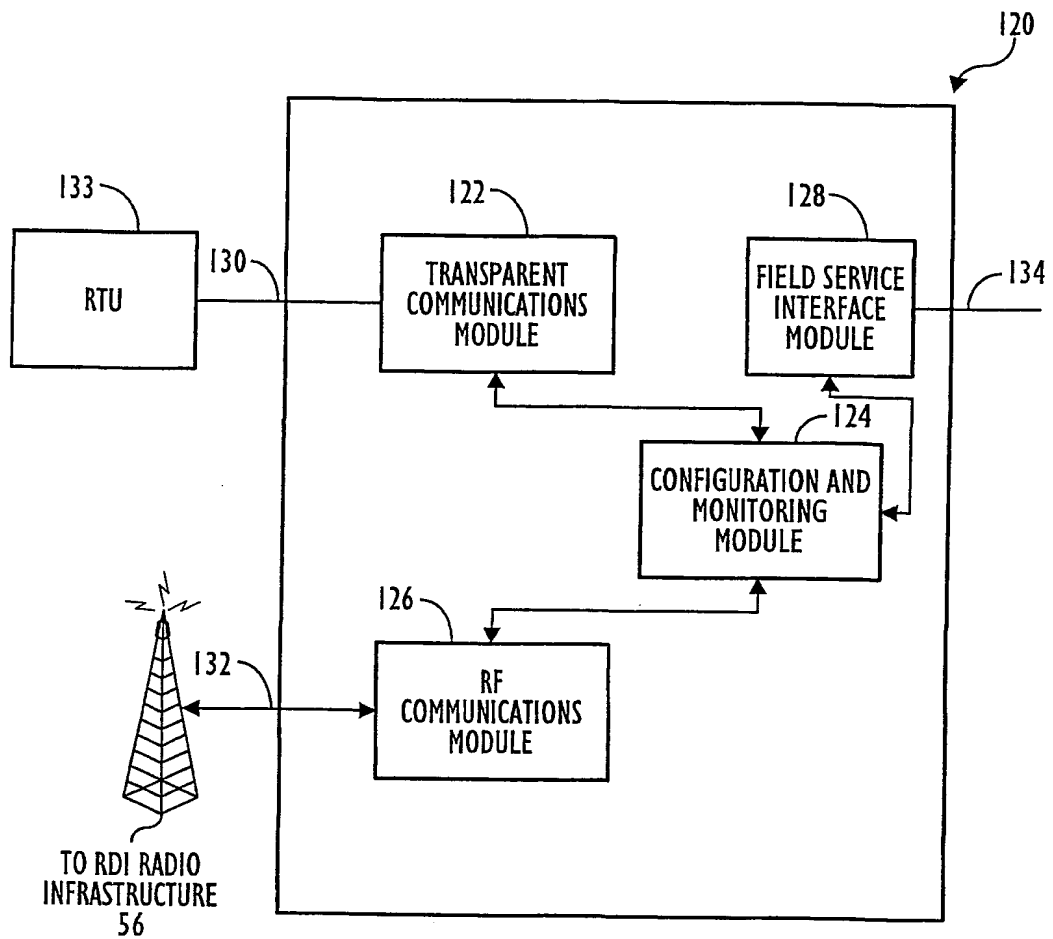 120
133
122
128
RTU
130
TRANSPARENT
COMMUNICATIONS
MODULE
FIELD SERVICE
INTERFACE
MODULE
134
124
CONFIGURATION AND
MONITORING
MODULE
126
132
RF
COMMUNICATIONS
MODULE
TO RDI RADIO
INFRASTRUCTURE
56